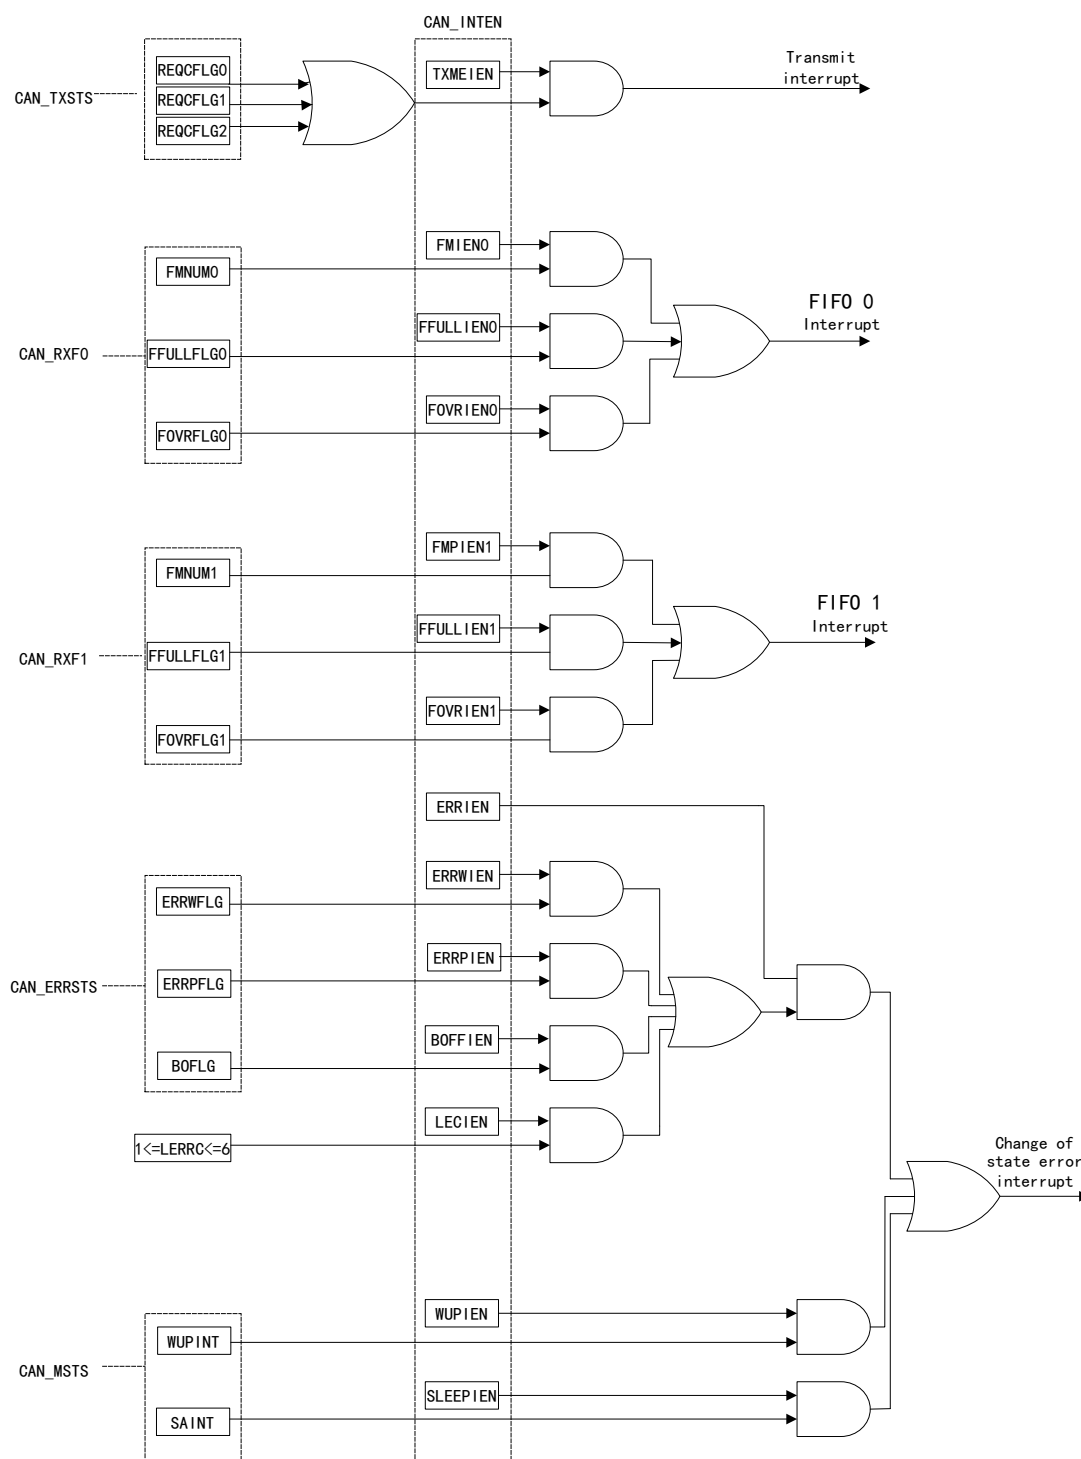 CAN_INTEN
CAN_TXSTS
REQCFLG0
REQCFLG1
REQCFLG2
TXMEIEN
Transmit
interrupt
CAN_RXF0
FMNUM0
FFULLFLG0
FOVRFLG0
FMIEN0
FFULLIEN0
FOVRIEN0
FIFO 0
Interrupt
CAN_RXF1
FMNUM1
FFULLFLG1
FOVRFLG1
FMPIEN1
FFULLIEN1
FOVRIEN1
FIFO 1
Interrupt
ERRIEN
CAN_ERRSTS
ERRWFLG
ERRPFLG
BOFLG
1<=LERRC<=6
ERRWIEN
ERRPIEN
BOFFIEN
LECIEN
Change of
state error
interrupt
CAN_MSTS
WUPINT
SAINT
WUPIEN
SLEEPIEN